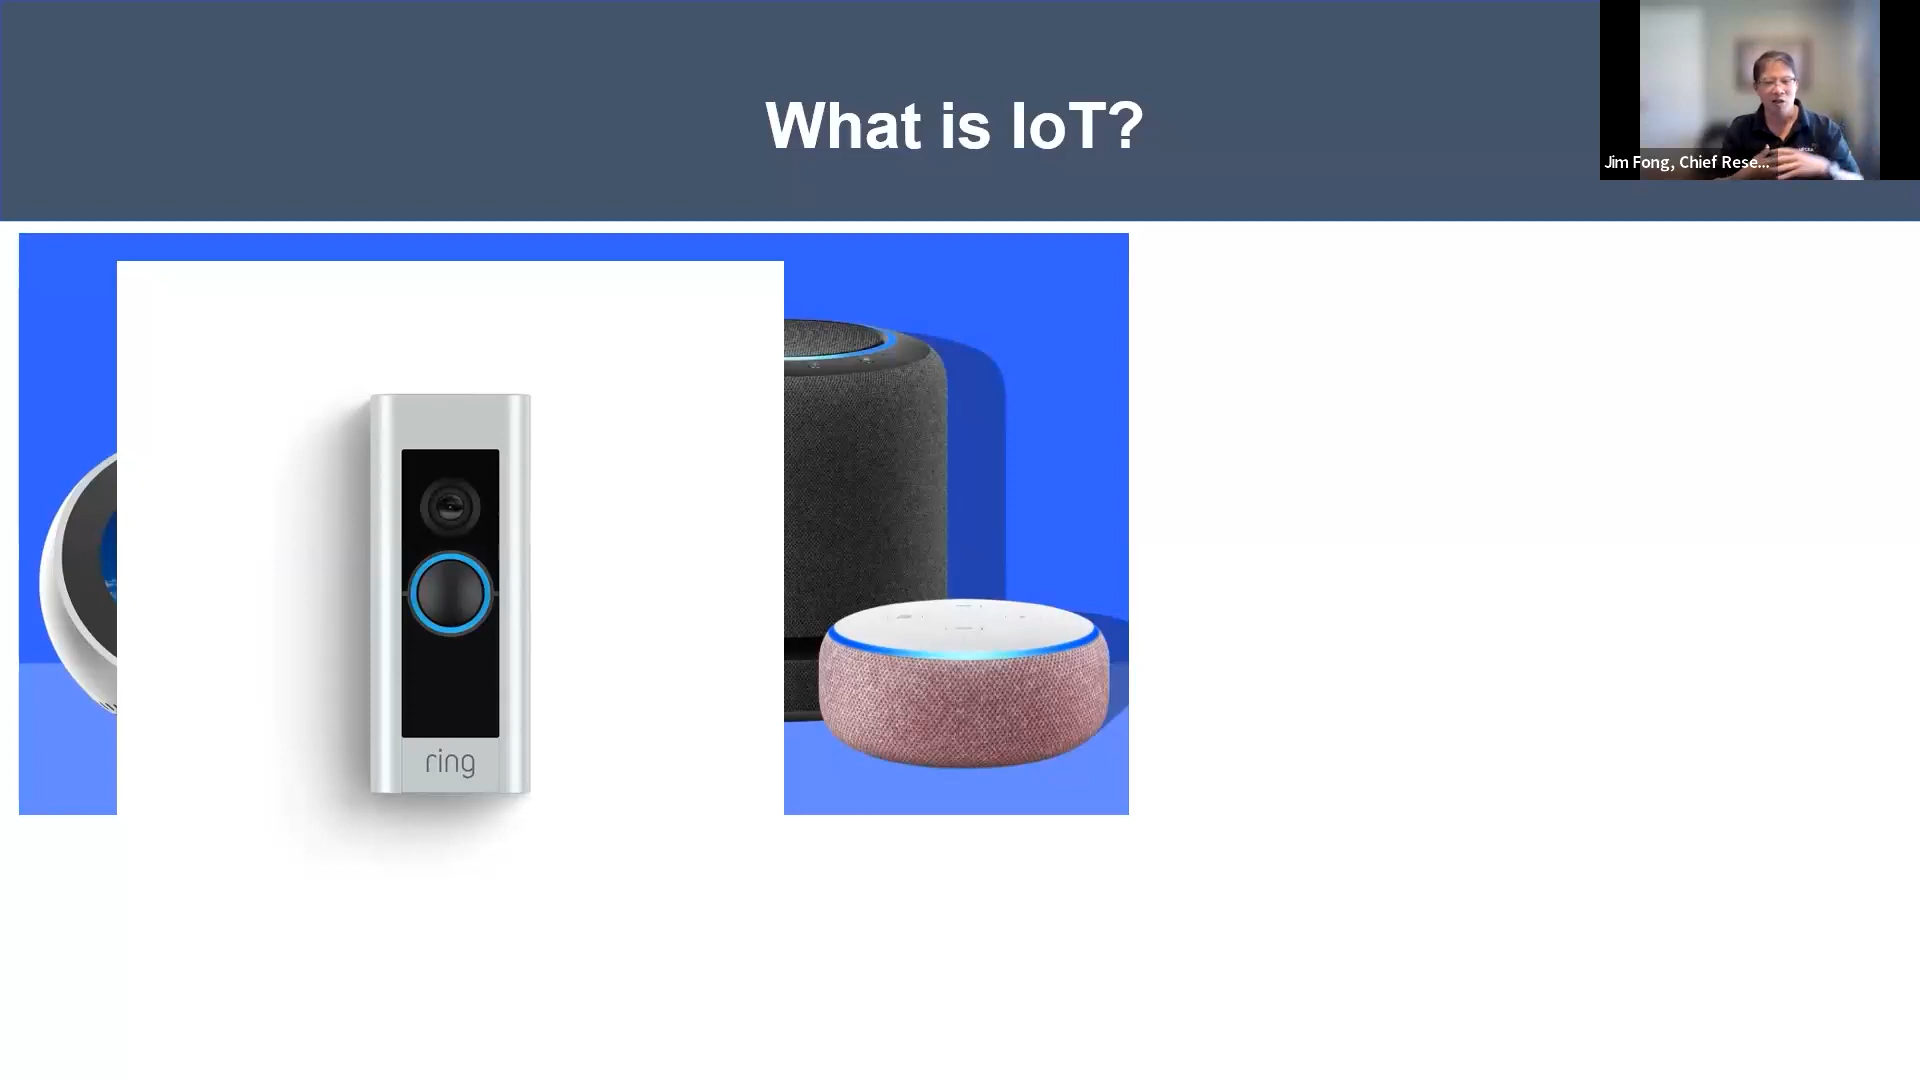 What is IoT?
Jim Fong, Chief Rese...
ring